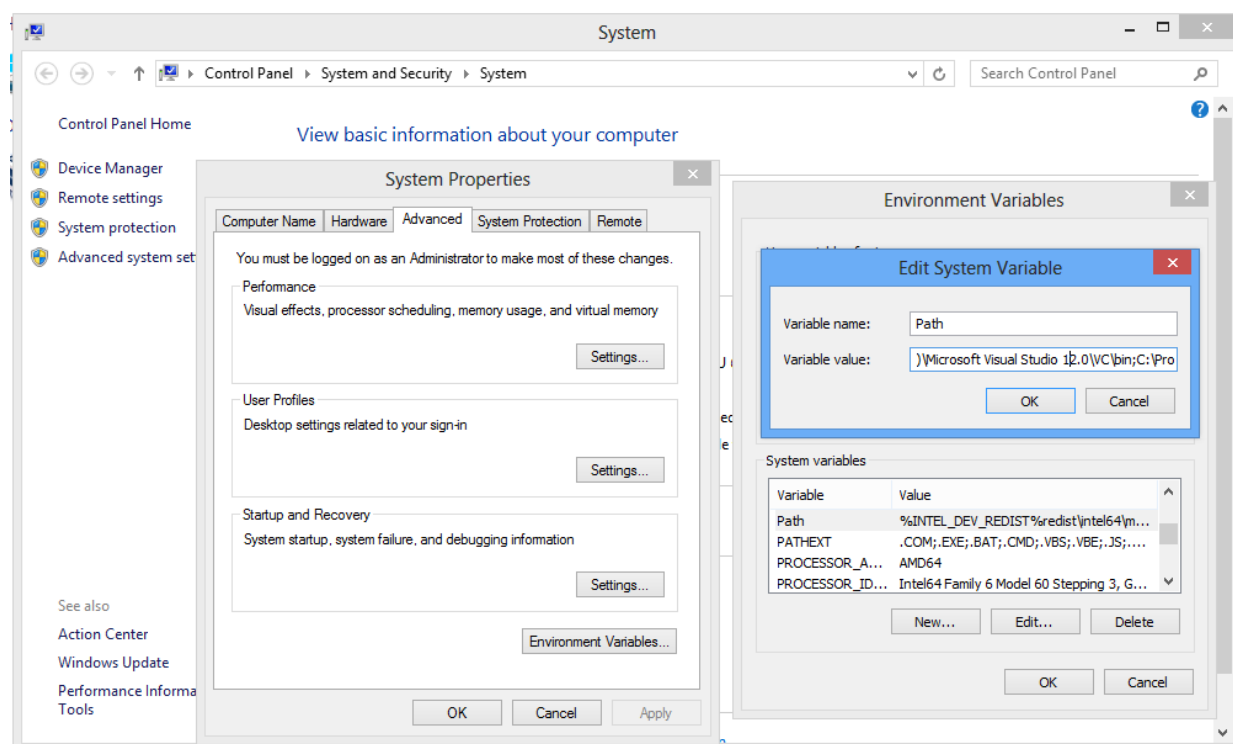 System
Control Panel System and Security System
Search Control Panel
Control Panel Home
View basic information about your computer
Device Manager
Remote settings
System protection
Advanced system set
See also
Action Center
Windows Update
Performance Informa
Tools
System Properties
Computer Name Hardware Advanced System Protection Remote
You must be logged on as an Administrator to make most of these changes.
Performance
Visual effects, processor scheduling, memory usage, and virtual memory
Settings...
User Profiles
Desktop settings related to your sign-in
Settings...
Startup and Recovery
System startup, system failure, and debugging information
Settings...
Environment Variables...
OK Cancel Apply
Environment Variables
Edit System Variable
Variable name: Path
Variable value: )\Microsoft Visual Studio 12.0\VC\bin;C:\Pro
OK Cancel
System variables
Variable Value
Path %INTEL_DEV_REDIST%redist\intel64\m...
PATHEXT .COM;.EXE;.BAT;.CMD;.VBS;.VBE;.JS;....
PROCESSOR_A... AMD64
PROCESSOR_ID... Intel64 Family 6 Model 60 Stepping 3, G...
New... Edit... Delete
OK Cancel